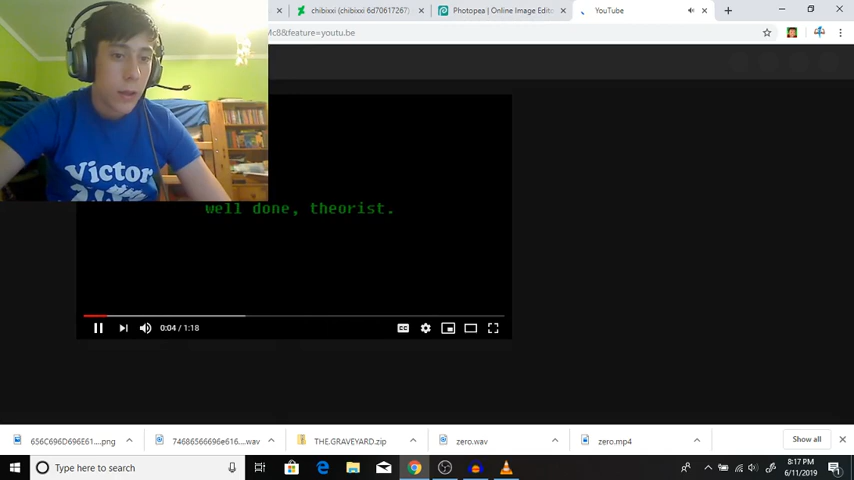 chibixxi (chibixxi 6d70617267)
Photopea | Online Image Edito
YouTube
Mc8&feature=youtu.be
Victor
well done, theorist.
0:04 / 1:18
CC
656C696D696E61....png
74686566696e616....wav
THE.GRAVEYARD.zip
zero.wav
zero.mp4
Show all
Type here to search
8:17 PM
6/11/2019